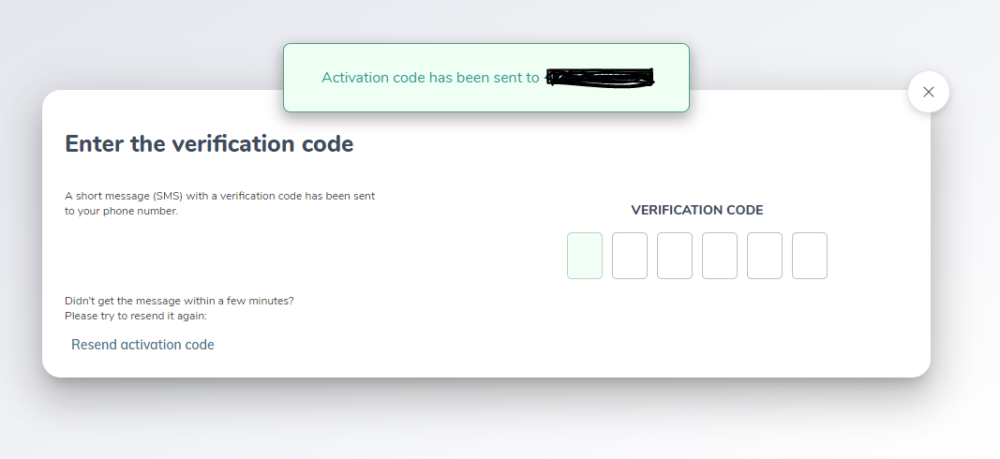 Activation code has been sent to
Enter the verification code
A short message (SMS) with a verification code has been sent
to your phone number.
VERIFICATION CODE
Didn't get the message within a few minutes?
Please try to resend it again:
Resend activation code